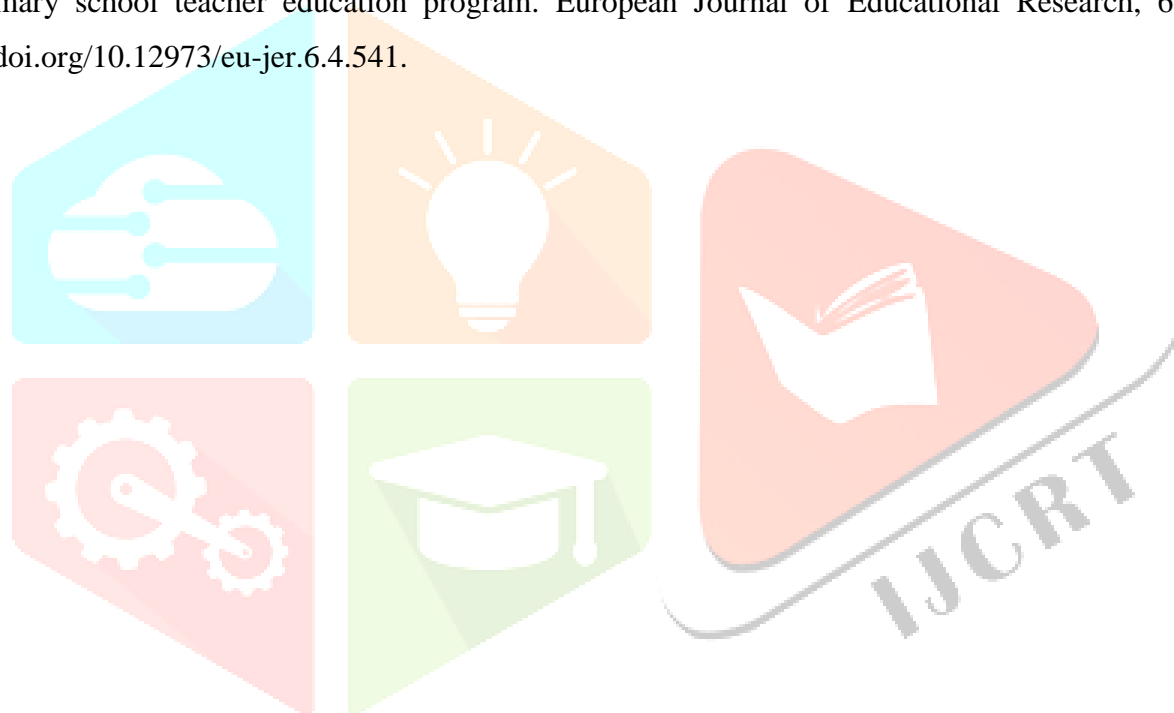 mary school teacher education program. European Journal of Educational Research, 6
doi.org/10.12973/eu-jer.6.4.541.
IJCRT